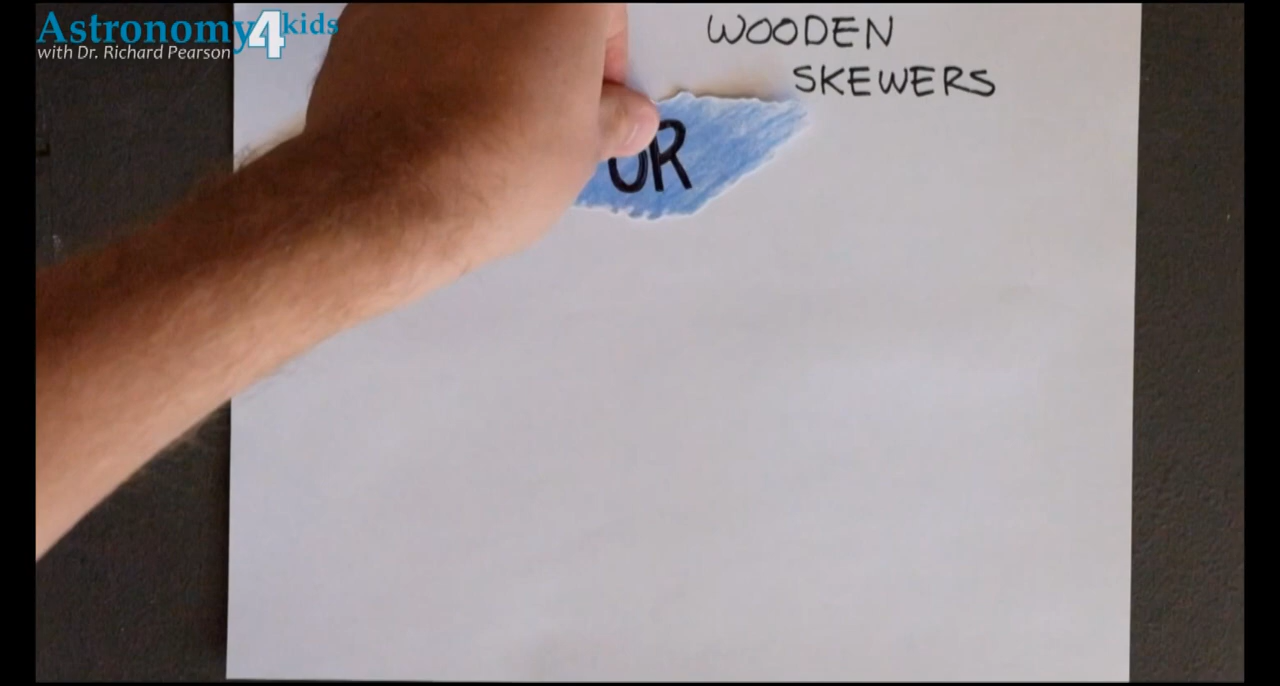 Astronomy4kids
with Dr. Richard Pearson
WOODEN
SKEWERS
OR